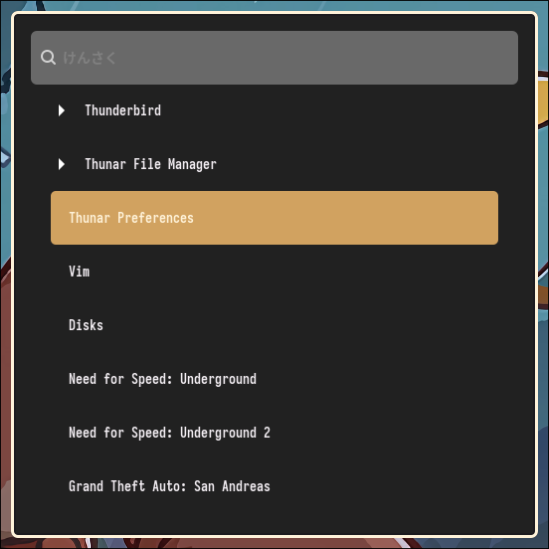 けんさく
Thunderbird
Thunar File Manager
Thunar Preferences
Vim
Disks
Need for Speed: Underground
Need for Speed: Underground 2
Grand Theft Auto: San Andreas